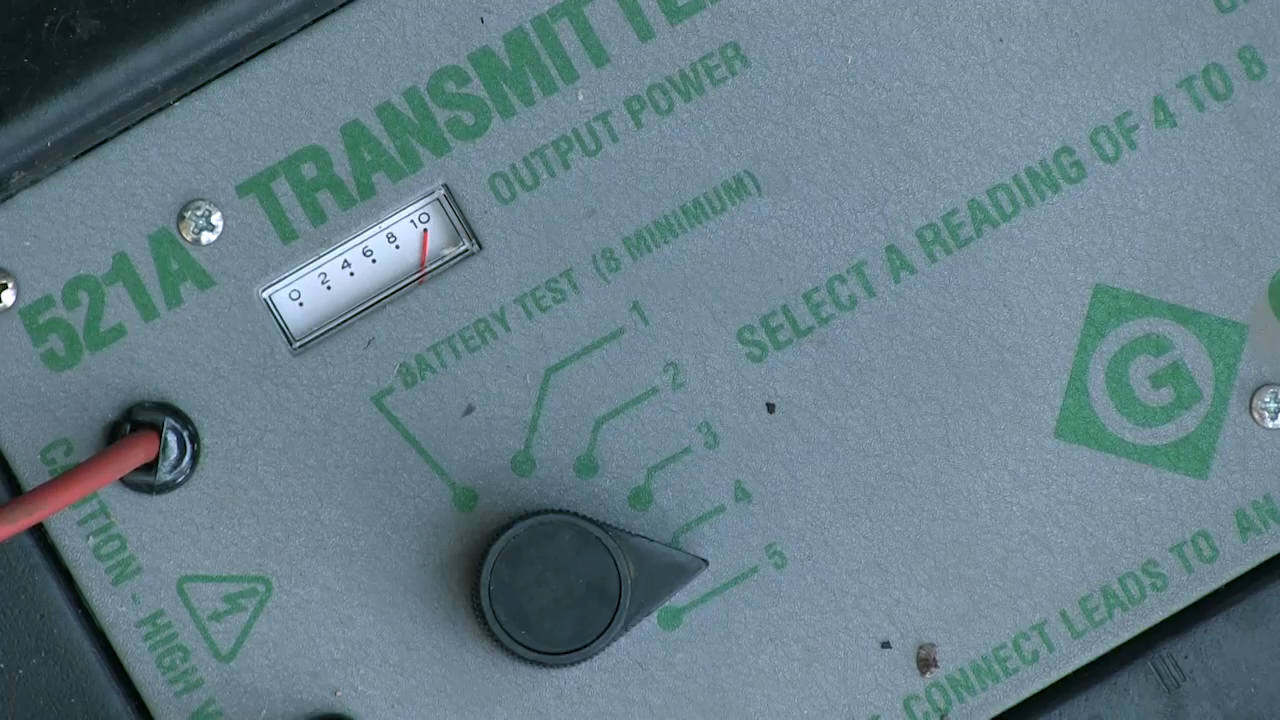 521A TRANSMITTE
OUTPUT POWER
0 2 4 6 8 10
BATTERY TEST (8 MINIMUM)
SELECT A READING OF 4 TO 8
1
2
3
4
5
G
CAUTION - HIGH V
CONNECT LEADS TO AN